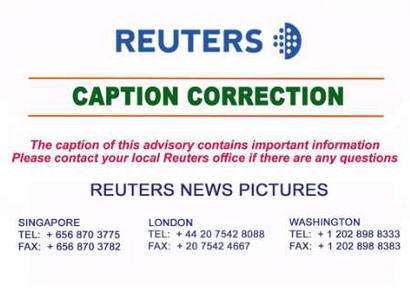 REUTERS
CAPTION CORRECTION
The caption of this advisory contains important information
Please contact your local Reuters office if there are any questions
REUTERS NEWS PICTURES
SINGAPORE
TEL: + 656 870 3775
FAX: + 656 870 3782
LONDON
TEL: + 44 20 7542 8088
FAX: + 20 7542 4667
WASHINGTON
TEL: + 1 202 898 8333
FAX: + 1 202 898 8383